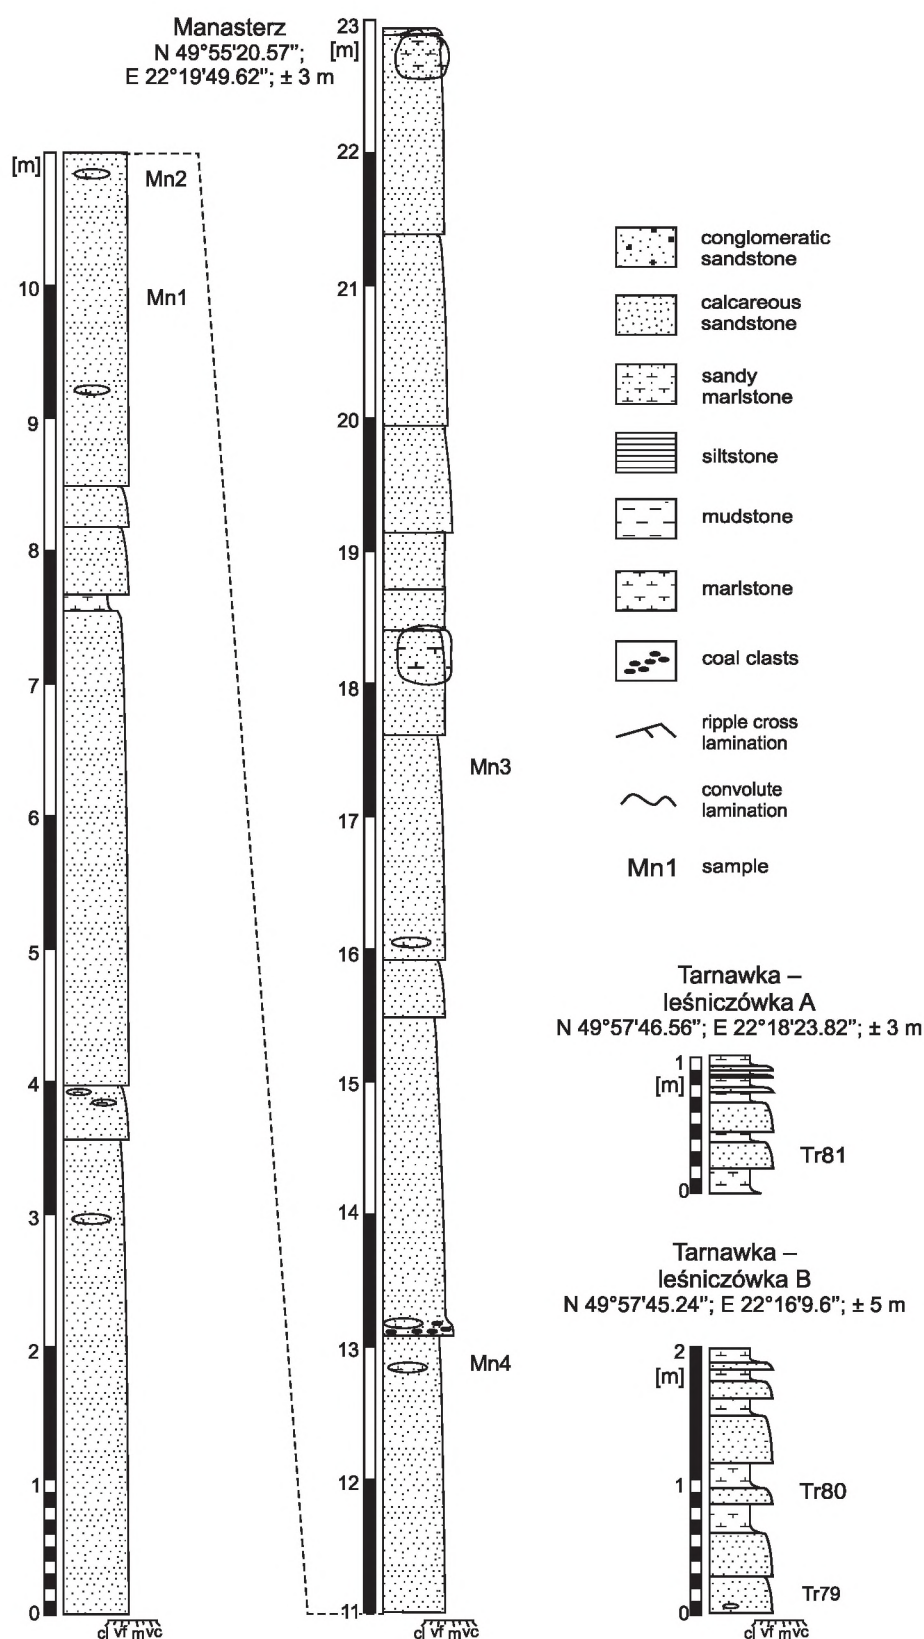 Manasterz
N 49°55'20.57";
E 22°19'49.62"; ± 3 m
[m]
10
9
8
7
6
5
4
3
2
1
0
Mn2
Mn1
cl vf m vc
23
[m]
22
21
20
19
18
17
16
15
14
13
12
11
Mn3
Mn4
cl vf m vc
conglomeratic
sandstone
calcareous
sandstone
sandy
marlstone
siltstone
mudstone
marlstone
coal clasts
ripple cross
lamination
convolute
lamination
Mn1 sample
Tarnawka –
leśniczówka A
N 49°57'46.56"; E 22°18'23.82"; ± 3 m
1
[m]
0
Tr81
Tarnawka –
leśniczówka B
N 49°57'45.24"; E 22°16'9.6"; ± 5 m
2
[m]
1
0
Tr80
Tr79
cl vf m vc